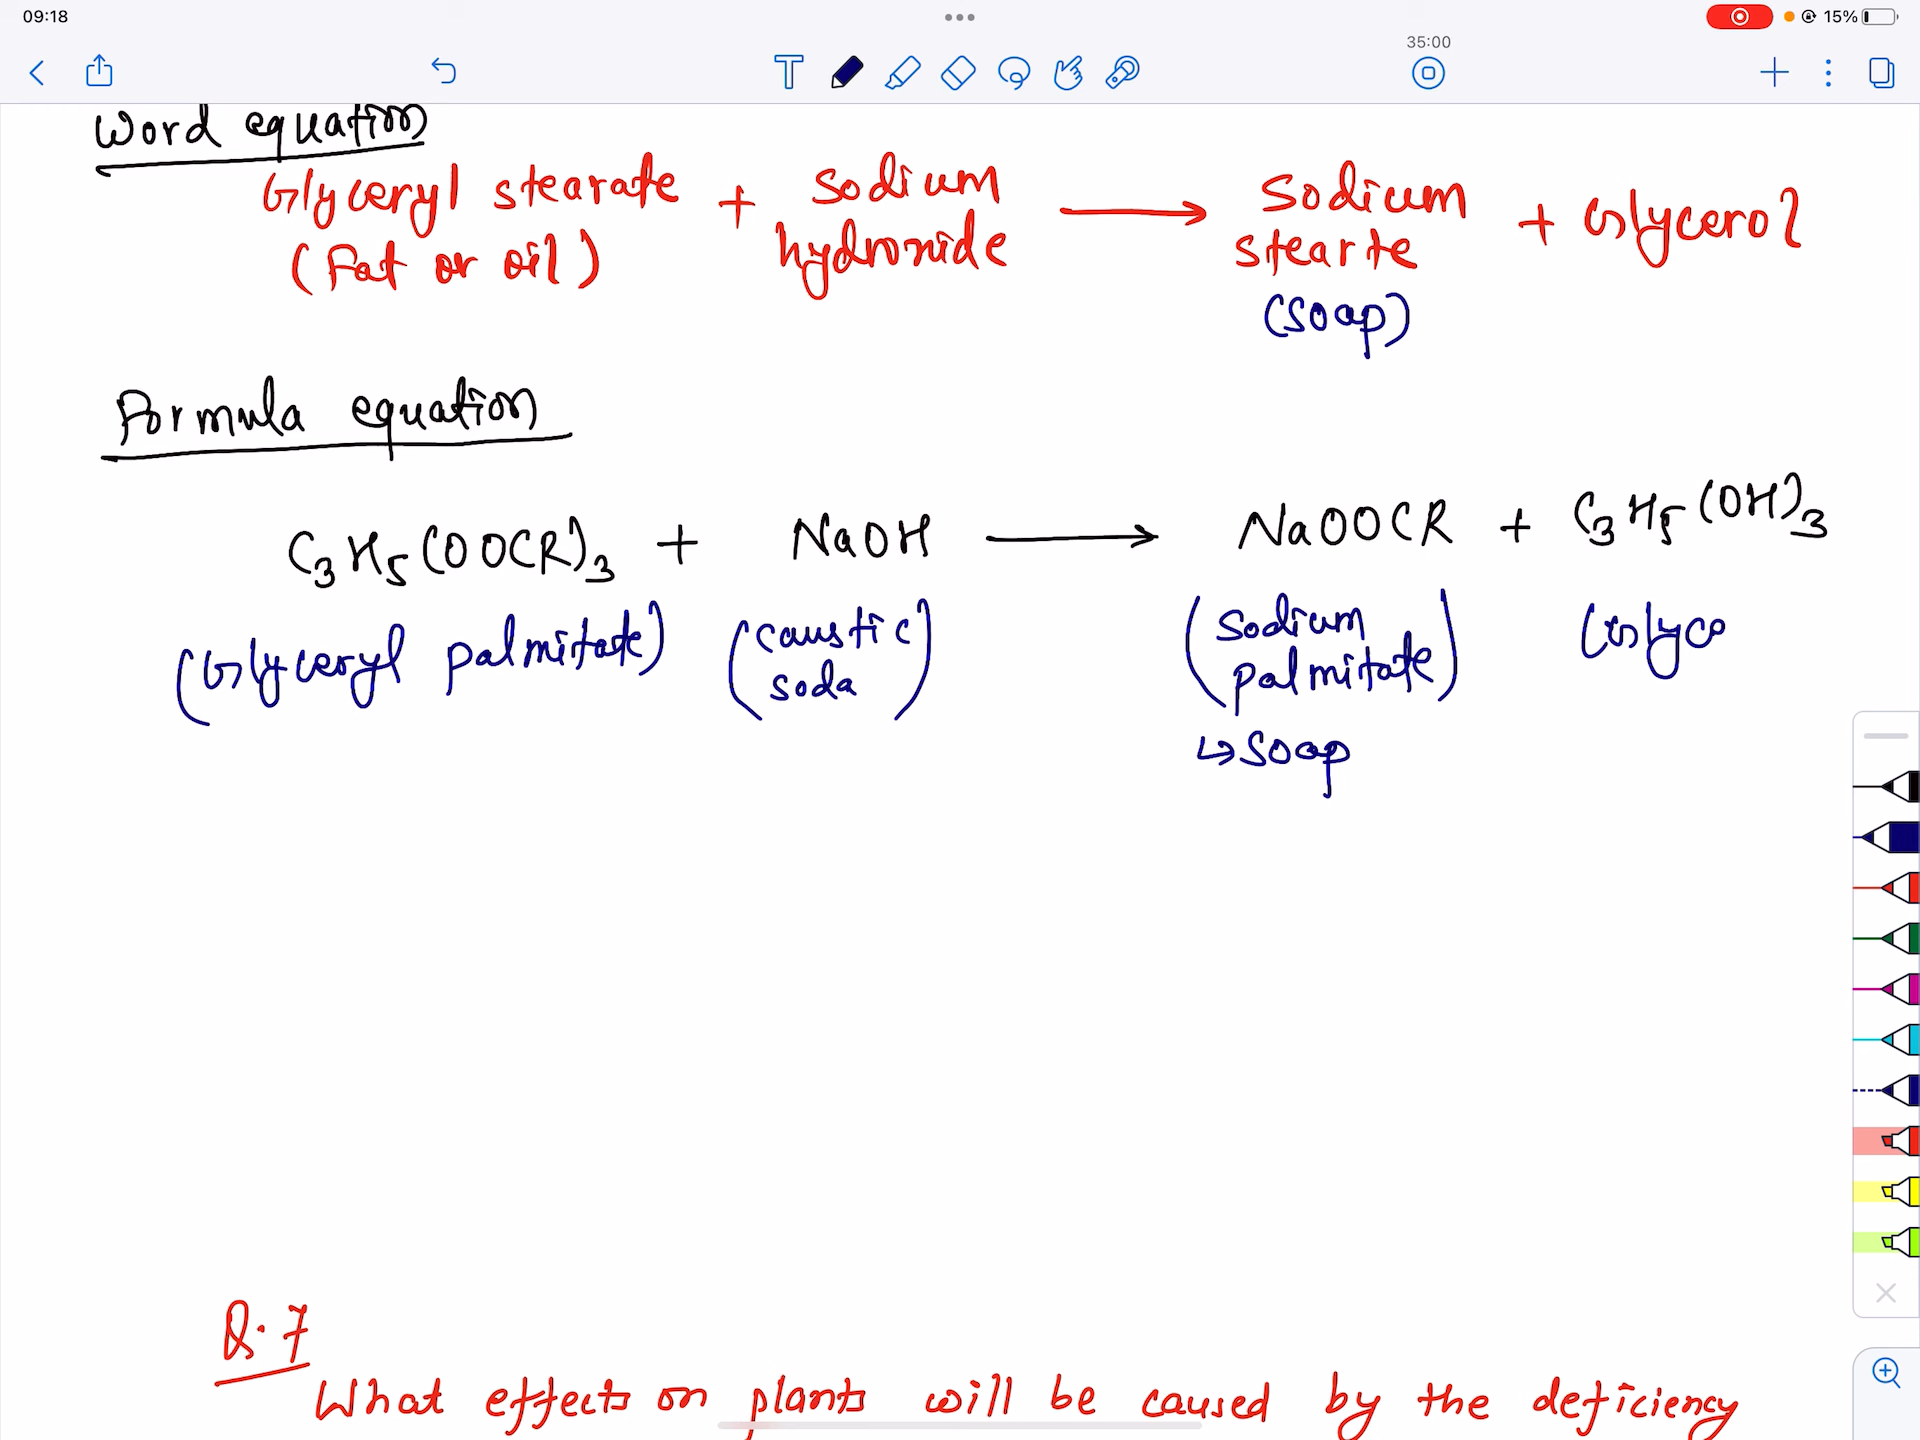 09:18
15%
35:00
T
Word equation
Glyceryl stearate + Sodium hydroxide ⟶ Sodium stearte + Glycerol
(Fat or oil)
(Soap)
Formula equation
C₃H₅(OOCR)₃ + NaOH ⟶ NaOOCR + C₃H₅(OH)₃
(Glyceryl palmitate) (caustic soda) (Sodium palmitate) (Glyce
↳ Soap
Q.7
What effects on plants will be caused by the deficiency